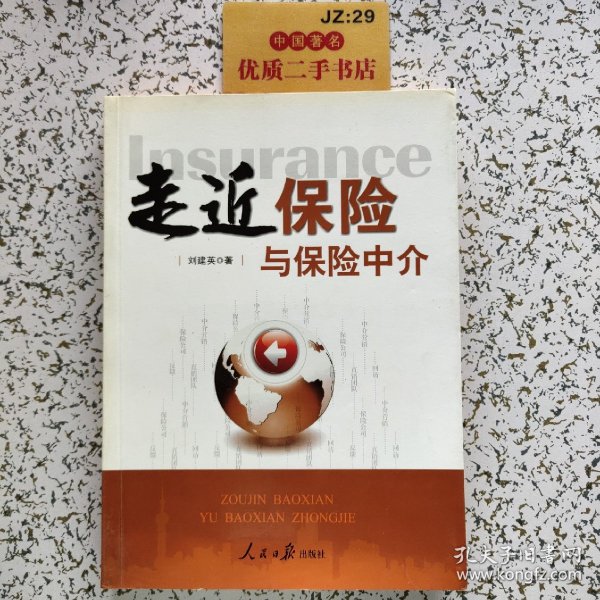 JZ:29
中国著名
优质二手书店
Insurance
走近保险
与保险中介
刘建英◎著
ZOUJIN BAOXIAN
YU BAOXIAN ZHONGJIE
人民日报出版社
孔夫子旧书网
www.kongfz.com